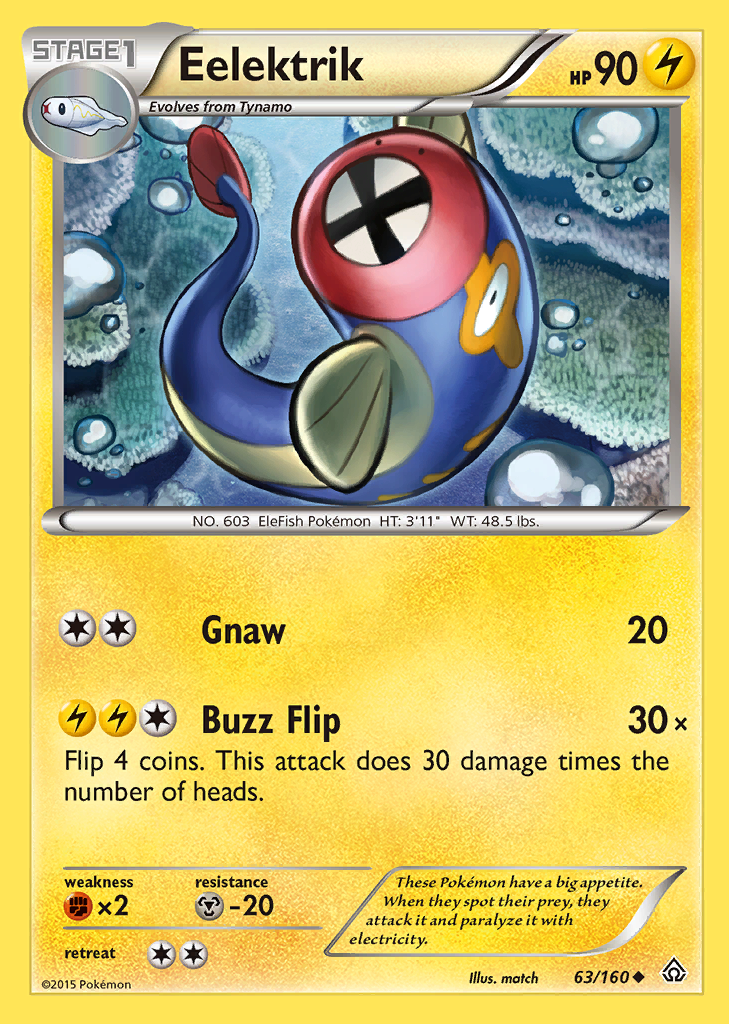 STAGE1
Eelektrik
HP 90
Evolves from Tynamo
NO. 603 EleFish Pokémon HT: 3'11" WT: 48.5 lbs.
Gnaw 20
Buzz Flip 30×
Flip 4 coins. This attack does 30 damage times the
number of heads.
weakness resistance
×2 -20
retreat
These Pokémon have a big appetite.
When they spot their prey, they
attack it and paralyze it with
electricity.
©2015 Pokémon
Illus. match 63/160